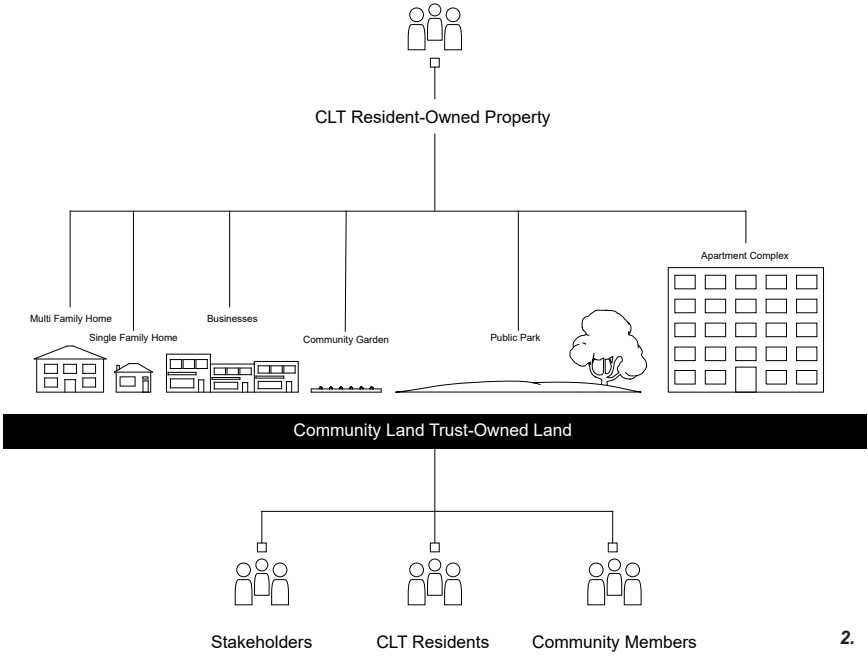 CLT Resident-Owned Property
Apartment Complex
Multi Family Home
Businesses
Single Family Home
Community Garden
Public Park
Community Land Trust-Owned Land
Stakeholders
CLT Residents
Community Members
2.